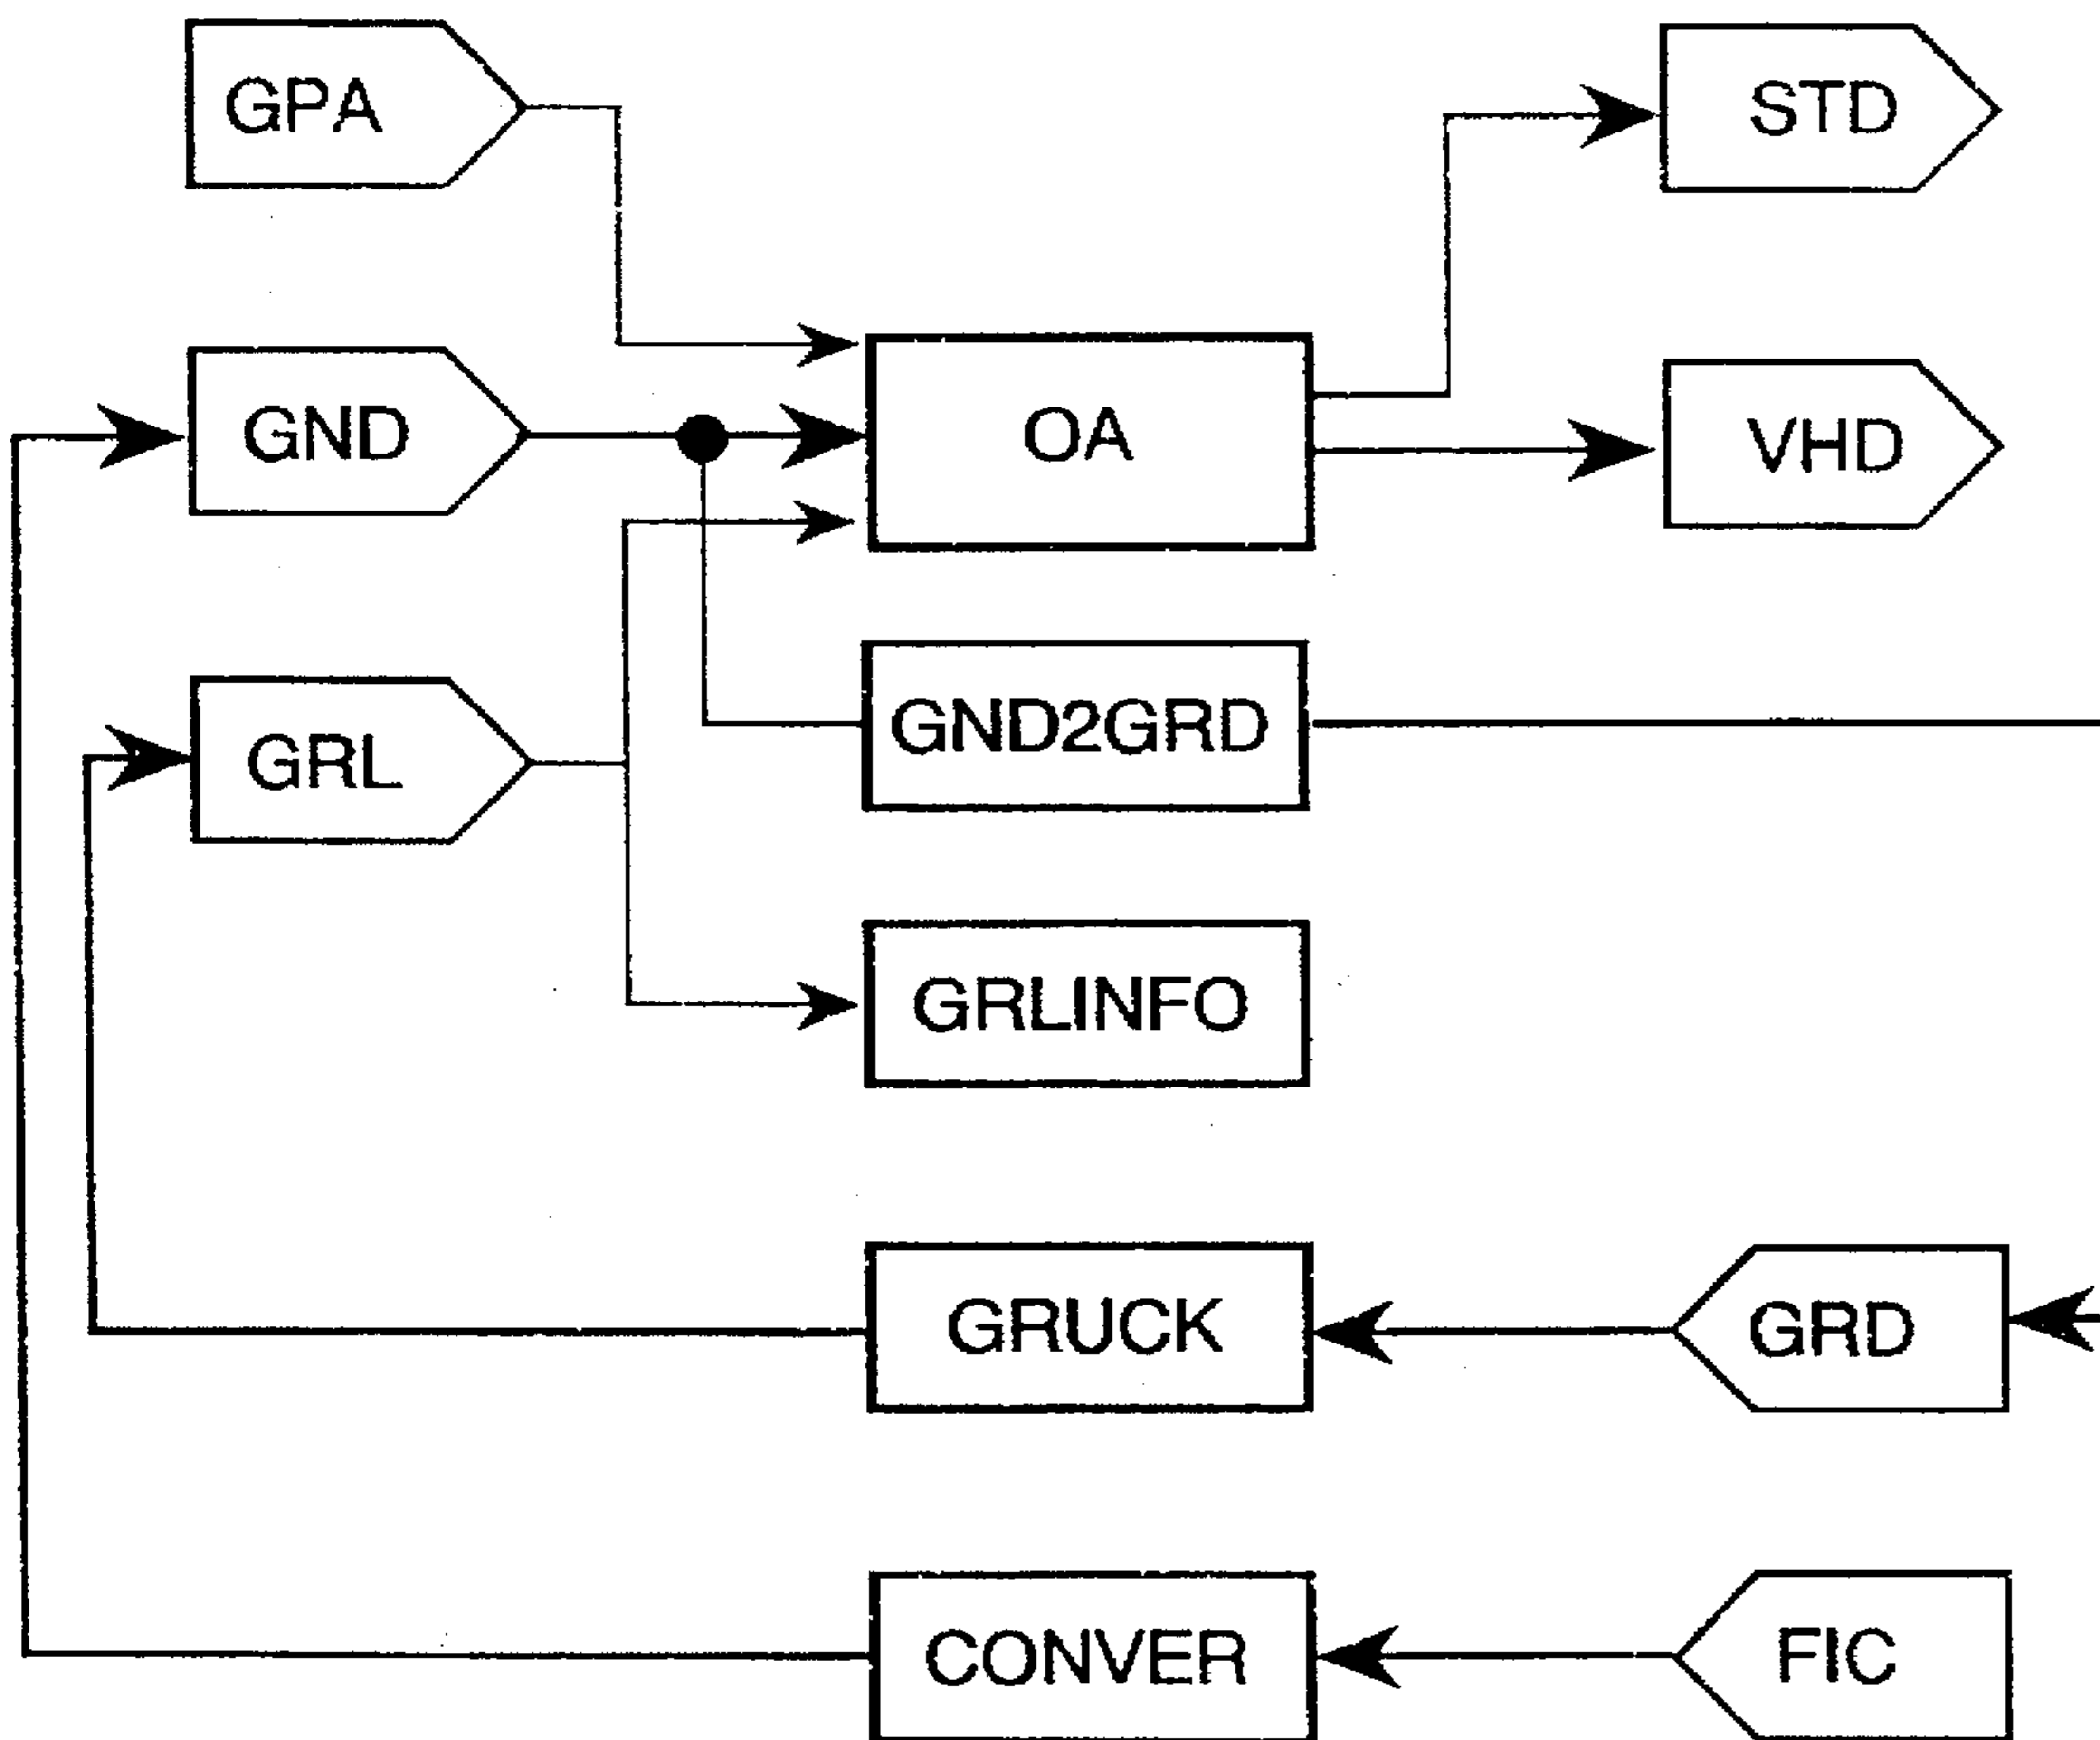 GPA
STD
GND
OA
VHD
GND2GRD
GRL
GRLINFO
GRUCK
GRD
CONVER
FIC